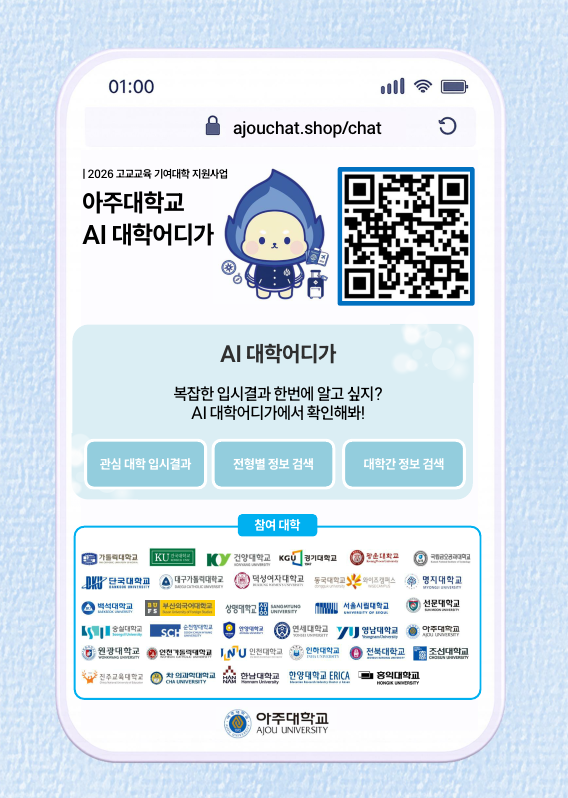 01:00
ajouchat.shop/chat
| 2026 고교교육 기여대학 지원사업
아주대학교
AI 대학어디가
AI 대학어디가
복잡한 입시결과 한번에 알고 싶지?
AI 대학어디가에서 확인해봐!
관심 대학 입시결과
전형별 정보 검색
대학간 정보 검색
참여 대학
가톨릭대학교
KU 건국대학교
KY 건양대학교
KGU 경기대학교
광운대학교
국립금오공과대학교
DKU 단국대학교
대구가톨릭대학교
덕성여자대학교
동국대학교 와이즈캠퍼스
명지대학교
백석대학교
BUFS 부산외국어대학교
상명대학교 SANGMYUNG UNIVERSITY
서울시립대학교 UNIVERSITY OF SEOUL
선문대학교
숭실대학교
SCH 순천향대학교
안양대학교
연세대학교 YONSEI UNIVERSITY
YU 영남대학교
아주대학교 AJOU UNIVERSITY
원광대학교 WONKWANG UNIVERSITY
인천가톨릭대학교
INU 인천대학교
인하대학교
전북대학교
조선대학교 CHOSUN UNIVERSITY
진주교육대학교
차 의과학대학교 CHA UNIVERSITY
HANNAM 한남대학교 Hannam University
한양대학교 ERICA
홍익대학교 HONGIK UNIVERSITY
아주대학교
AJOU UNIVERSITY